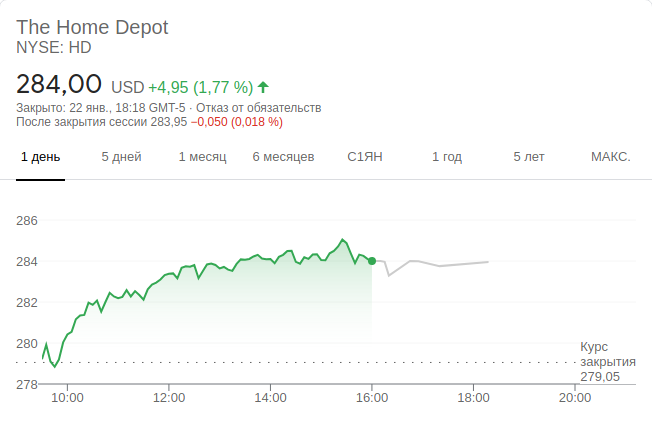 The Home Depot
NYSE: HD
284,00 USD +4,95 (1,77 %)
Закрыто: 22 янв., 18:18 GMT-5 · Отказ от обязательств
После закрытия сессии 283,95 −0,050 (0,018 %)
1 день 5 дней 1 месяц 6 месяцев С1ЯН 1 год 5 лет МАКС.
286
284
282
280
278
Курс
закрытия
279,05
10:00 12:00 14:00 16:00 18:00 20:00